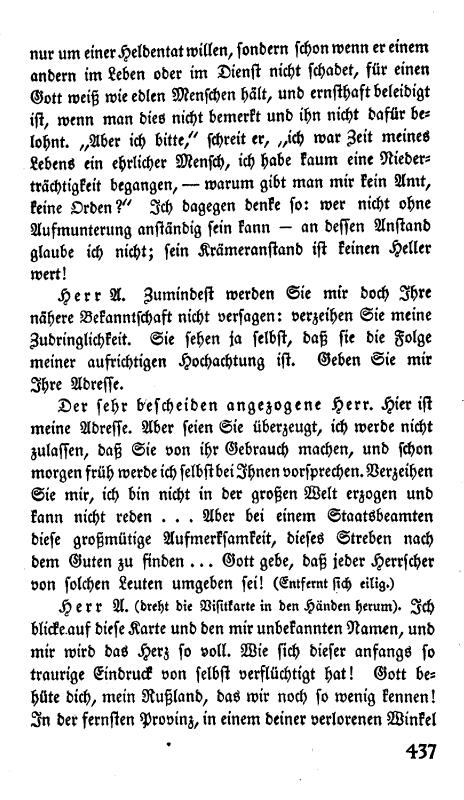 nur um einer Heldentat willen, sondern schon wenn er einem
andern im Leben oder im Dienst nicht schadet, für einen
Gott weiß wie edlen Menschen hält, und ernsthaft beleidigt
ist, wenn man dies nicht bemerkt und ihn nicht dafür be-
lohnt. „Aber ich bitte,“ schreit er, „ich war Zeit meines
Lebens ein ehrlicher Mensch, ich habe kaum eine Nieder-
trächtigkeit begangen, — warum gibt man mir kein Amt,
keine Orden?“ Ich dagegen denke so: wer nicht ohne
Aufmunterung anständig sein kann — an dessen Anstand
glaube ich nicht; sein Krämeranstand ist keinen Heller
wert!
Herr A. Zumindest werden Sie mir doch Ihre
nähere Bekanntschaft nicht versagen: verzeihen Sie meine
Zudringlichkeit. Sie sehen ja selbst, daß sie die Folge
meiner aufrichtigen Hochachtung ist. Geben Sie mir
Ihre Adresse.
Der sehr bescheiden angezogene Herr. Hier ist
meine Adresse. Aber seien Sie überzeugt, ich werde nicht
zulassen, daß Sie von ihr Gebrauch machen, und schon
morgen früh werde ich selbst bei Ihnen vorsprechen. Verzeihen
Sie mir, ich bin nicht in der großen Welt erzogen und
kann nicht reden . . . Aber bei einem Staatsbeamten
diese großmütige Aufmerksamkeit, dieses Streben nach
dem Guten zu finden ... Gott gebe, daß jeder Herrscher
von solchen Leuten umgeben sei! (Entfernt sich eilig.)
Herr A. (dreht die Visitkarte in den Händen herum). Ich
blicke auf diese Karte und den mir unbekannten Namen, und
mir wird das Herz so voll. Wie sich dieser anfangs so
traurige Eindruck von selbst verflüchtigt hat! Gott be-
hüte dich, mein Rußland, das wir noch so wenig kennen!
In der fernsten Provinz, in einem deiner verlorenen Winkel
437